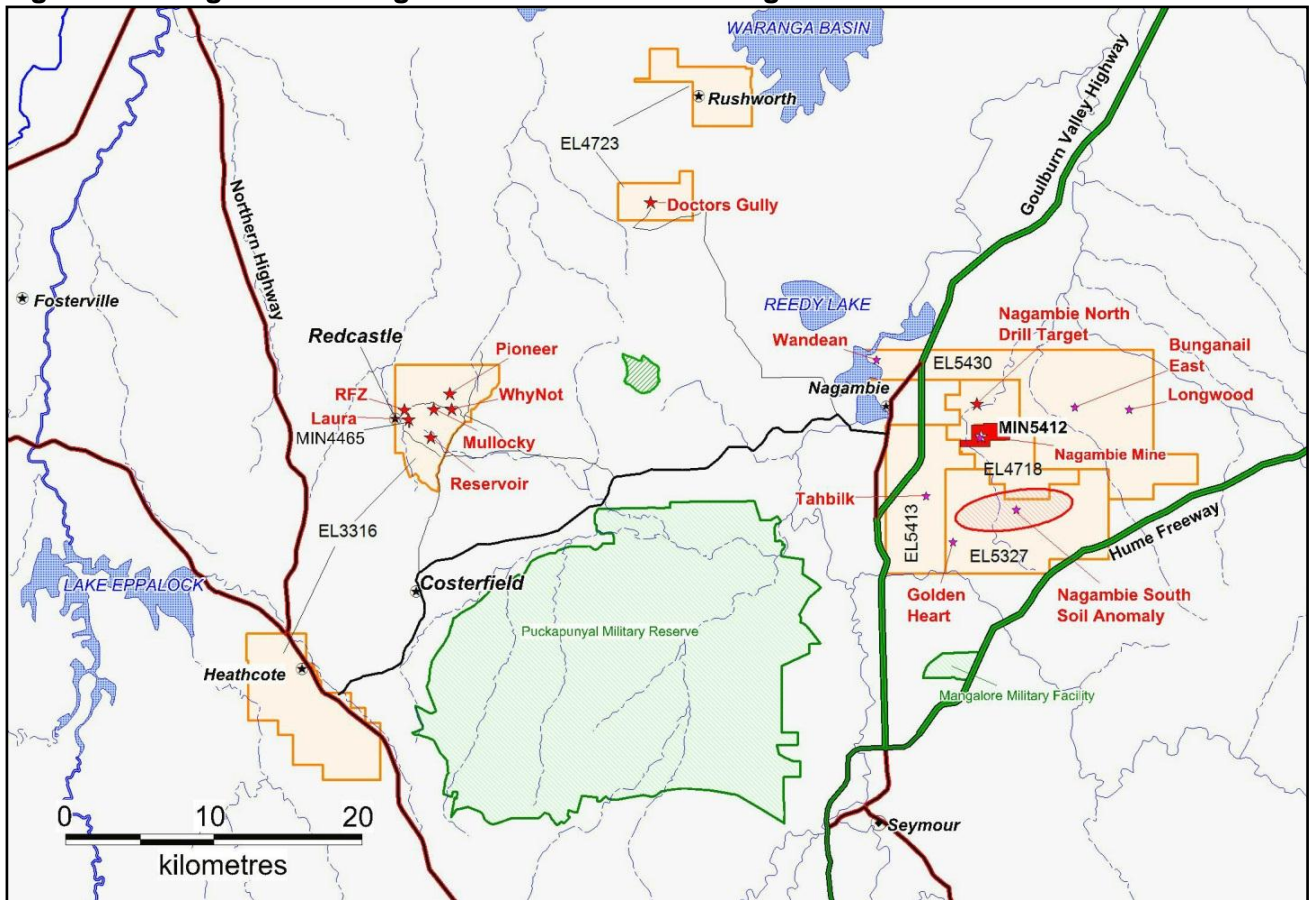 WARANGA BASIN
Rushworth
Goulburn Valley Highway
EL4723
Doctors Gully
Northern Highway
Fosterville
REEDY LAKE
Nagambie North
Drill Target
Wandean
Bunganail
East
Redcastle
Pioneer
EL5430
Nagambie
Longwood
RFZ
WhyNot
Laura
MIN4465
Mullocky
MIN5412
Nagambie Mine
EL4718
Reservoir
Tahbilk
EL3316
EL5413
EL5327
Hume Freeway
LAKE EPPALOCK
Costerfield
Golden
Heart
Nagambie South
Soil Anomaly
Puckapunyal Military Reserve
Heathcote
Mangalore Military Facility
0 10 20
kilometres
Seymour